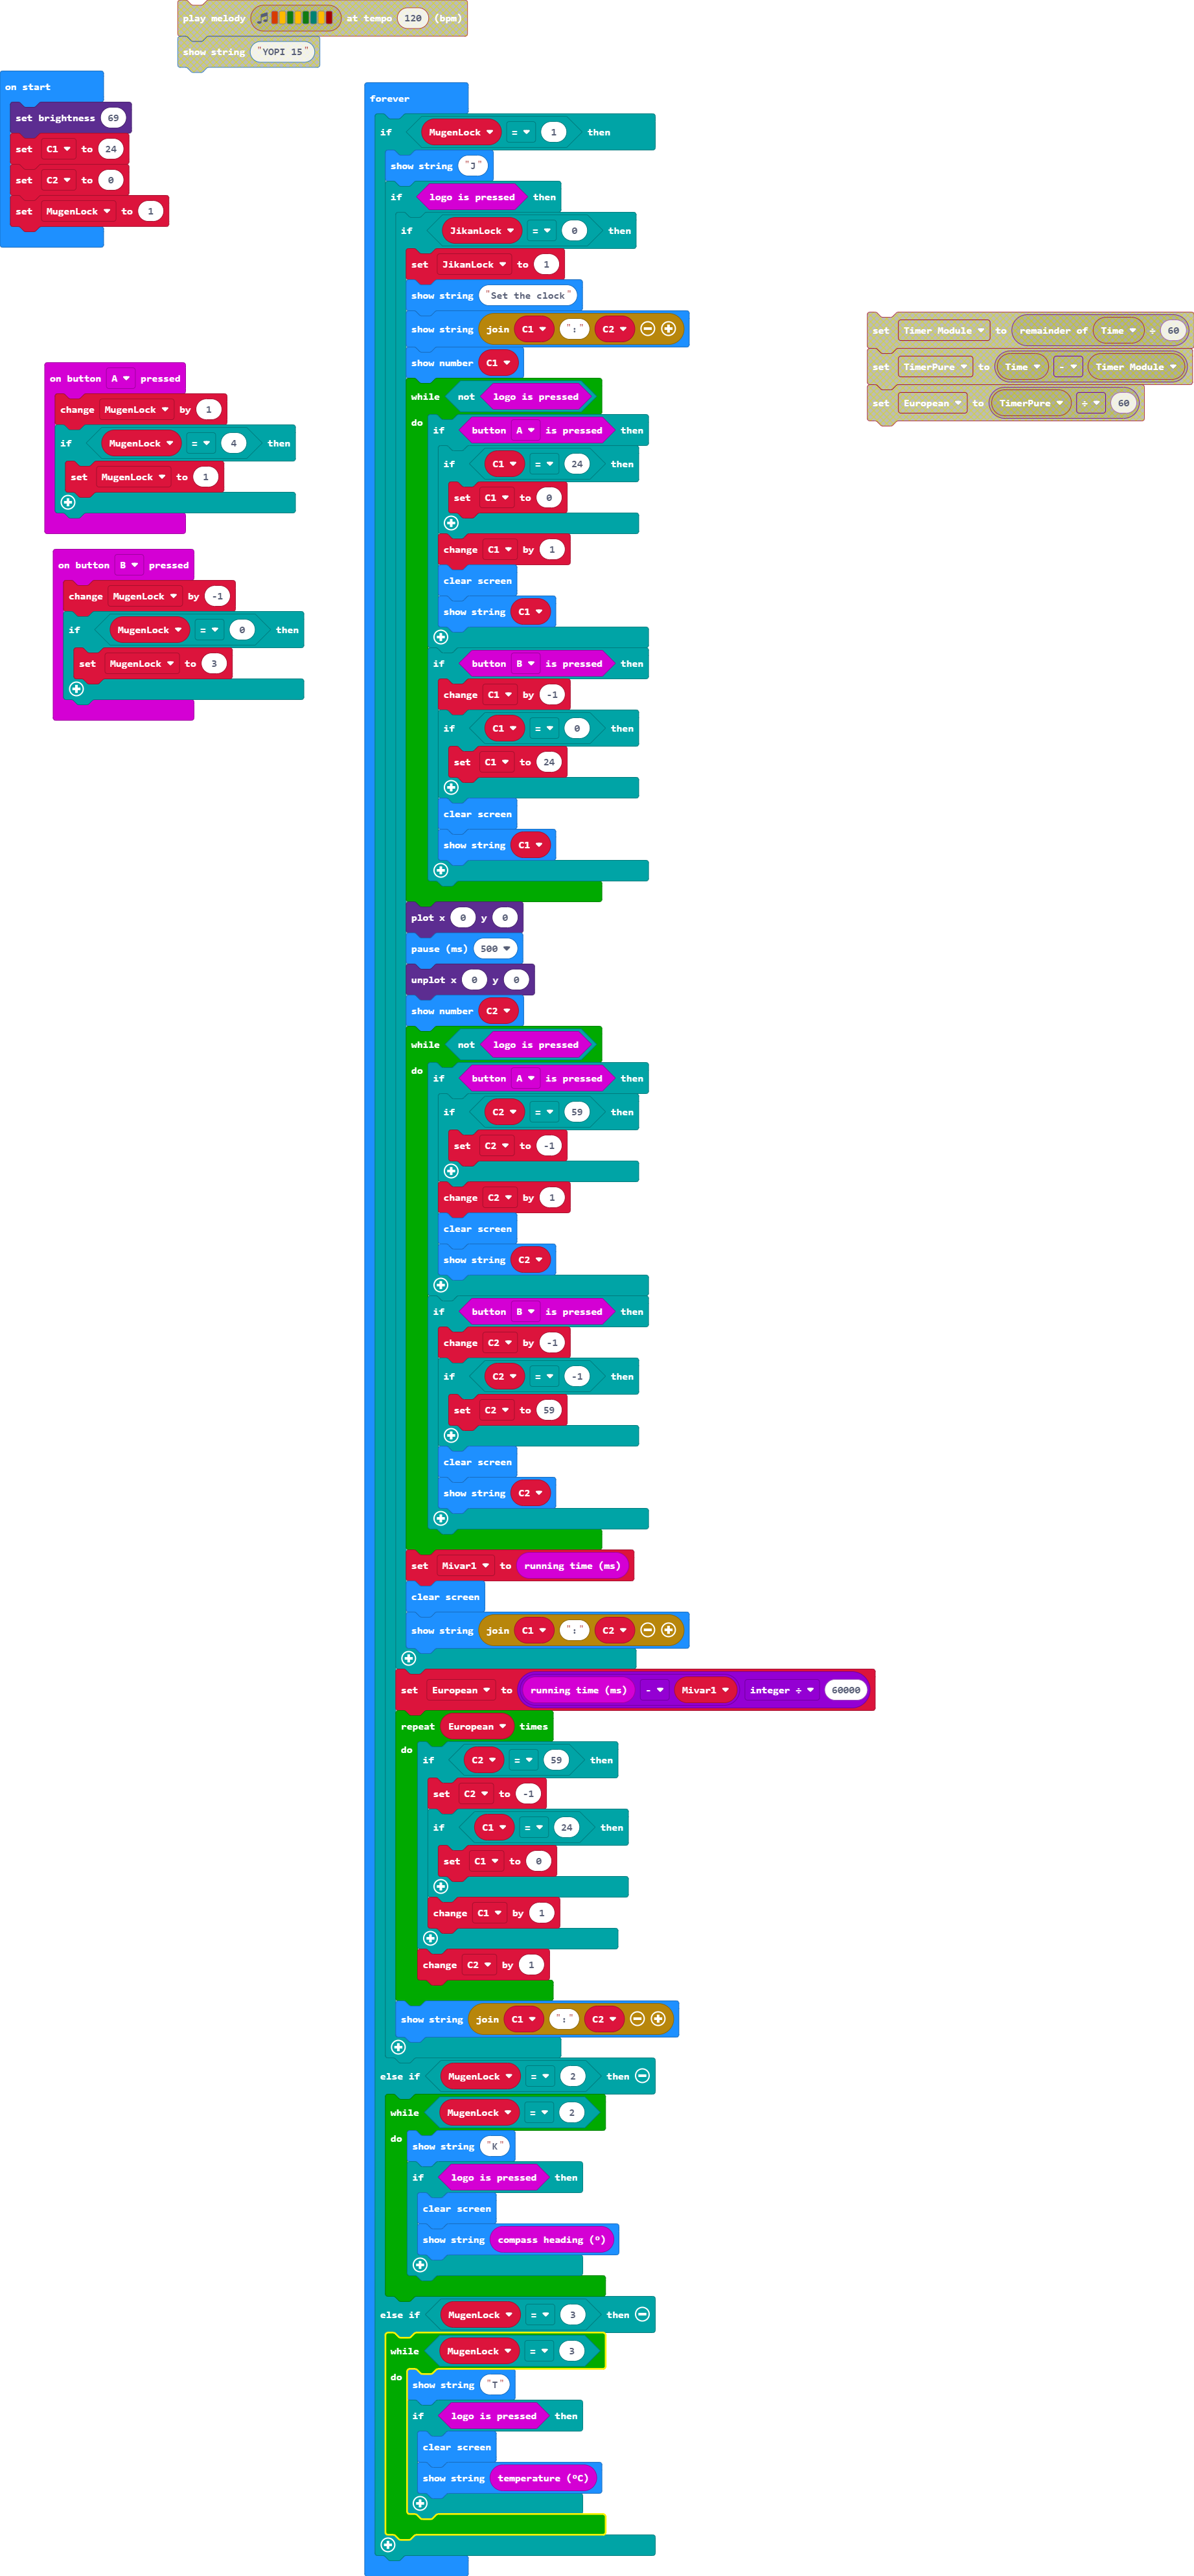 play melody at tempo 120 (bpm)
show string "YOPI 15"
on start
set brightness 69
set C1 to 24
set C2 to 0
set MugenLock to 1
on button A pressed
change MugenLock by 1
if MugenLock = 4 then
set MugenLock to 1
on button B pressed
change MugenLock by -1
if MugenLock = 0 then
set MugenLock to 3
forever
if MugenLock = 1 then
show string "J"
if logo is pressed then
if JikanLock = 0 then
set JikanLock to 1
show string "Set the clock"
show string join C1 ":" C2
show number C1
while not logo is pressed
do if button A is pressed then
if C1 = 24 then
set C1 to 0
change C1 by 1
clear screen
show string C1
if button B is pressed then
change C1 by -1
if C1 = 0 then
set C1 to 24
clear screen
show string C1
plot x 0 y 0
pause (ms) 500
unplot x 0 y 0
show number C2
while not logo is pressed
do if button A is pressed then
if C2 = 59 then
set C2 to -1
change C2 by 1
clear screen
show string C2
if button B is pressed then
change C2 by -1
if C2 = -1 then
set C2 to 59
clear screen
show string C2
set Mivar1 to running time (ms)
clear screen
show string join C1 ":" C2
set European to running time (ms) - Mivar1 integer ÷ 60000
repeat European times
do if C2 = 59 then
set C2 to -1
if C1 = 24 then
set C1 to 0
change C1 by 1
change C2 by 1
show string join C1 ":" C2
else if MugenLock = 2 then
while MugenLock = 2
do show string "K"
if logo is pressed then
clear screen
show string compass heading (°)
else if MugenLock = 3 then
while MugenLock = 3
do show string "T"
if logo is pressed then
clear screen
show string temperature (°C)
set Timer Module to remainder of Time ÷ 60
set TimerPure to Time - Timer Module
set European to TimerPure ÷ 60